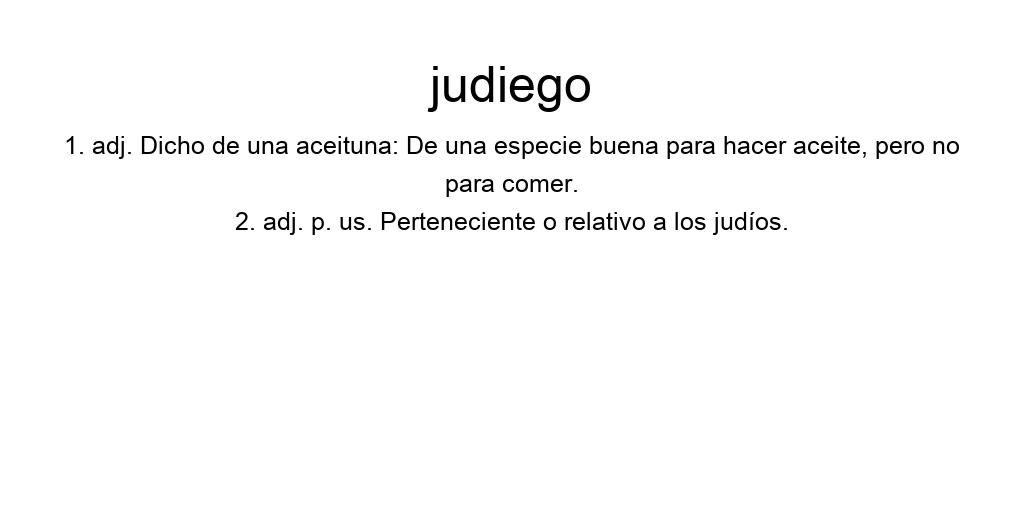 judiego
1. adj. Dicho de una aceituna: De una especie buena para hacer aceite, pero no
para comer.
2. adj. p. us. Perteneciente o relativo a los judíos.